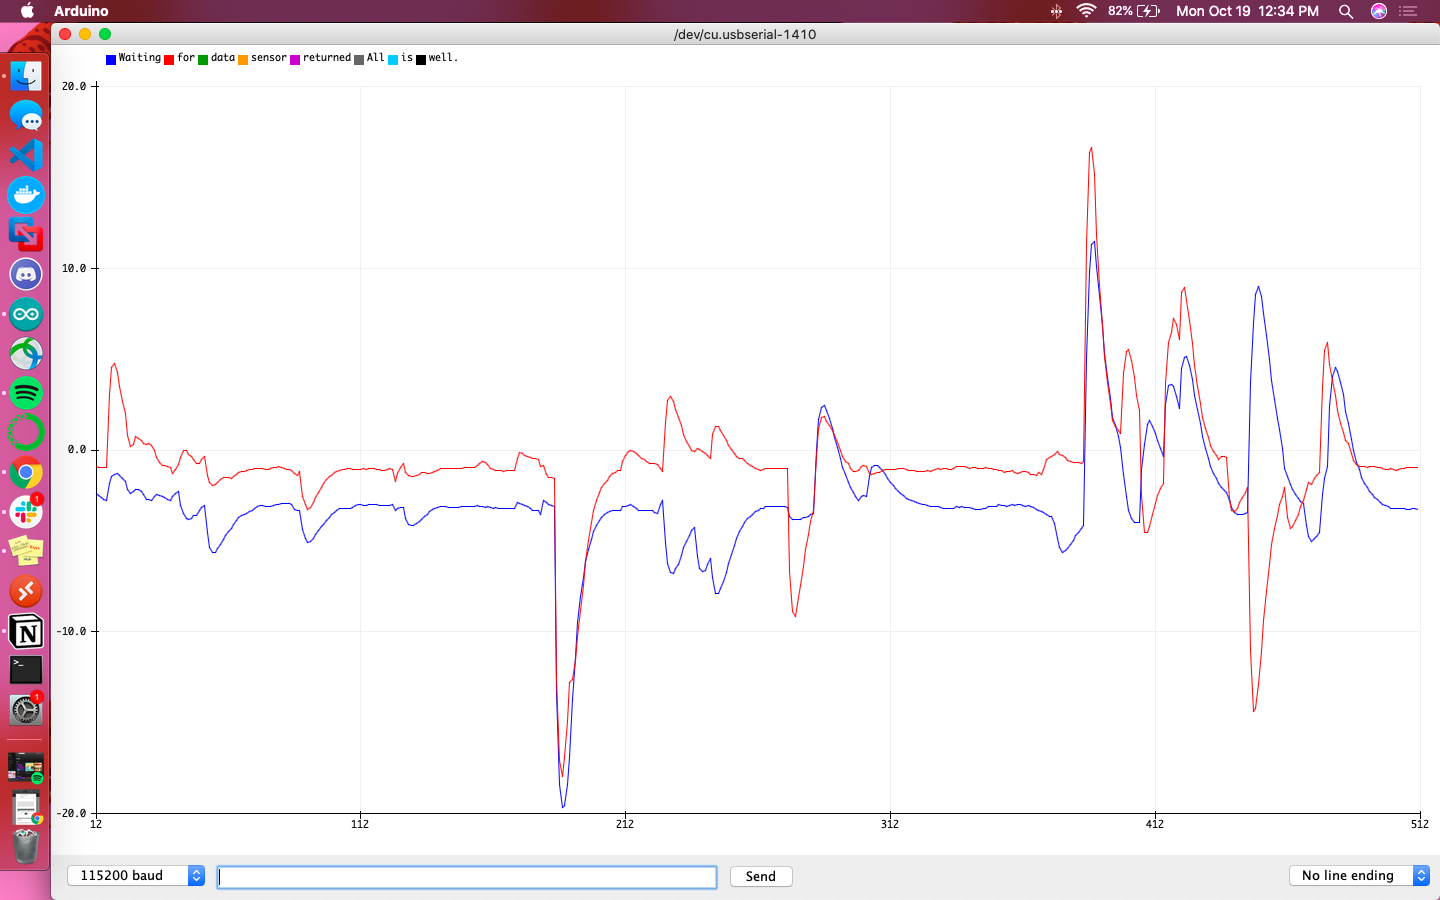 Arduino
82%
Mon Oct 19 12:34 PM
/dev/cu.usbserial-1410
Waiting for data sensor returned All is well.
20.0
10.0
0.0
-10.0
-20.0
12 112 212 312 412 512
115200 baud
Send
No line ending
1
1
N
>_